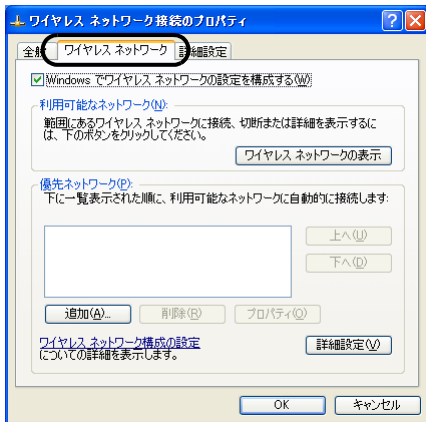 ワイヤレス ネットワーク接続のプロパティ
全般 ワイヤレス ネットワーク 詳細設定
Windows でワイヤレス ネットワークの設定を構成する(W)
利用可能なネットワーク(N):
範囲にあるワイヤレス ネットワークに接続、切断または詳細を表示するに
は、下のボタンをクリックしてください。
ワイヤレス ネットワークの表示
優先ネットワーク(P):
下に一覧表示された順に、利用可能なネットワークに自動的に接続します:
上へ(U)
下へ(D)
追加(A)... 削除(R) プロパティ(O)
ワイヤレス ネットワーク構成の設定
についての詳細を表示します。
詳細設定(V)
OK キャンセル